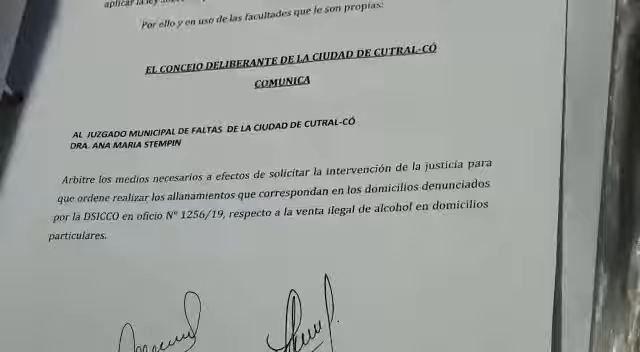 aplicar la ley
Por ello y en uso de las facultades que le son propias:
EL CONCEJO DELIBERANTE DE LA CIUDAD DE CUTRAL-CÓ
COMUNICA
AL JUZGADO MUNICIPAL DE FALTAS DE LA CIUDAD DE CUTRAL-CÓ
DRA. ANA MARIA STEMPIN
Arbitre los medios necesarios a efectos de solicitar la intervención de la justicia para
que ordene realizar los allanamientos que correspondan en los domicilios denunciados
por la DSICCO en oficio Nº 1256/19, respecto a la venta ilegal de alcohol en domicilios
particulares.